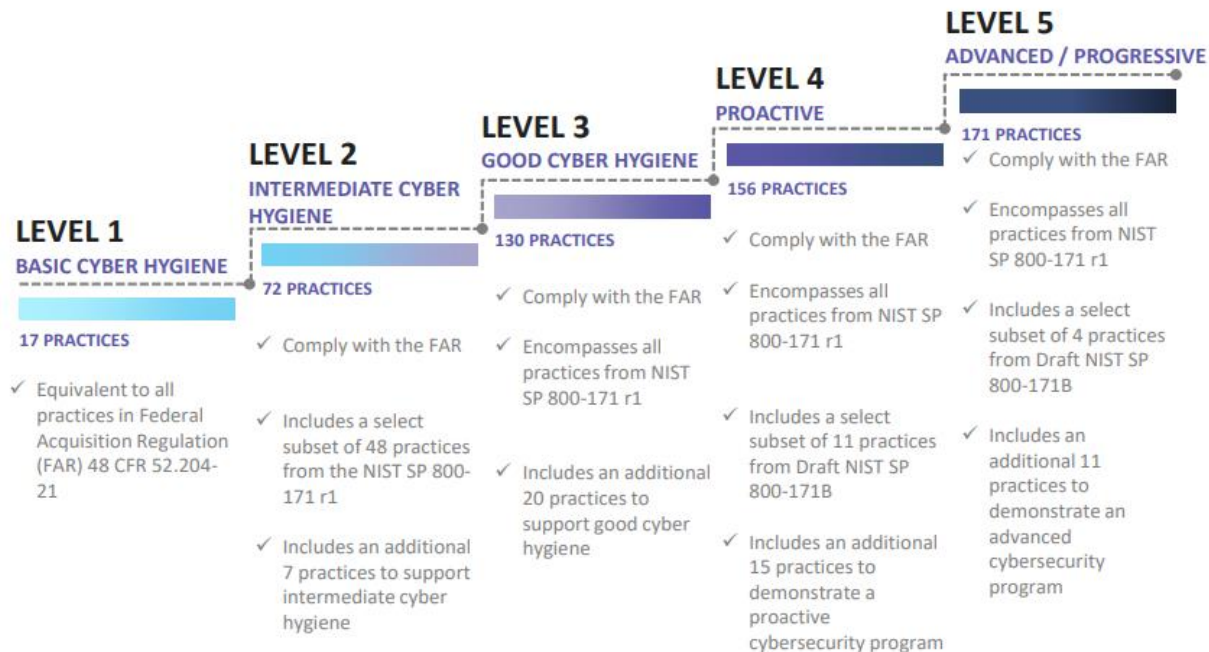 LEVEL 1
BASIC CYBER HYGIENE
17 PRACTICES
✓ Equivalent to all
practices in Federal
Acquisition Regulation
(FAR) 48 CFR 52.204-
21
LEVEL 2
INTERMEDIATE CYBER
HYGIENE
72 PRACTICES
✓ Comply with the FAR
✓ Includes a select
subset of 48 practices
from the NIST SP 800-
171 r1
✓ Includes an additional
7 practices to support
intermediate cyber
hygiene
LEVEL 3
GOOD CYBER HYGIENE
130 PRACTICES
✓ Comply with the FAR
✓ Encompasses all
practices from NIST
SP 800-171 r1
✓ Includes an additional
20 practices to
support good cyber
hygiene
LEVEL 4
PROACTIVE
156 PRACTICES
✓ Comply with the FAR
✓ Encompasses all
practices from NIST SP
800-171 r1
✓ Includes a select
subset of 11 practices
from Draft NIST SP
800-171B
✓ Includes an additional
15 practices to
demonstrate a
proactive
cybersecurity program
LEVEL 5
ADVANCED / PROGRESSIVE
171 PRACTICES
✓ Comply with the FAR
✓ Encompasses all
practices from NIST
SP 800-171 r1
✓ Includes a select
subset of 4 practices
from Draft NIST SP
800-171B
✓ Includes an
additional 11
practices to
demonstrate an
advanced
cybersecurity
program